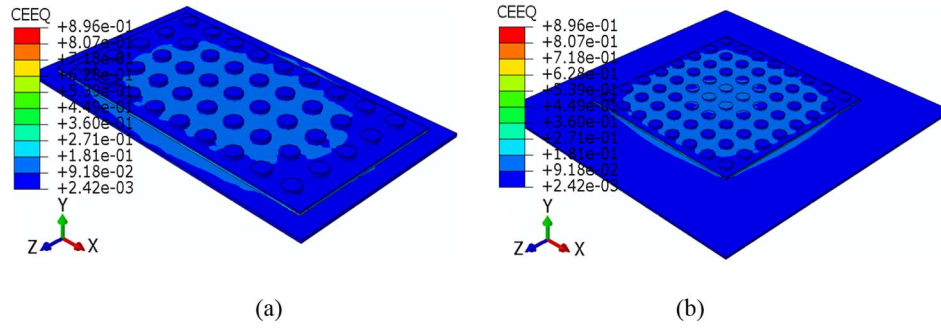 CEEQ
+8.96e-01
+8.07e-01
+7.18e-01
+6.28e-01
+5.39e-01
+4.49e-01
+3.60e-01
+2.71e-01
+1.81e-01
+9.18e-02
+2.42e-03
Y
Z
X
(a)
CEEQ
+8.96e-01
+8.07e-01
+7.18e-01
+6.28e-01
+5.39e-01
+4.49e-01
+3.60e-01
+2.71e-01
+1.81e-01
+9.18e-02
+2.42e-03
Y
Z
X
(b)